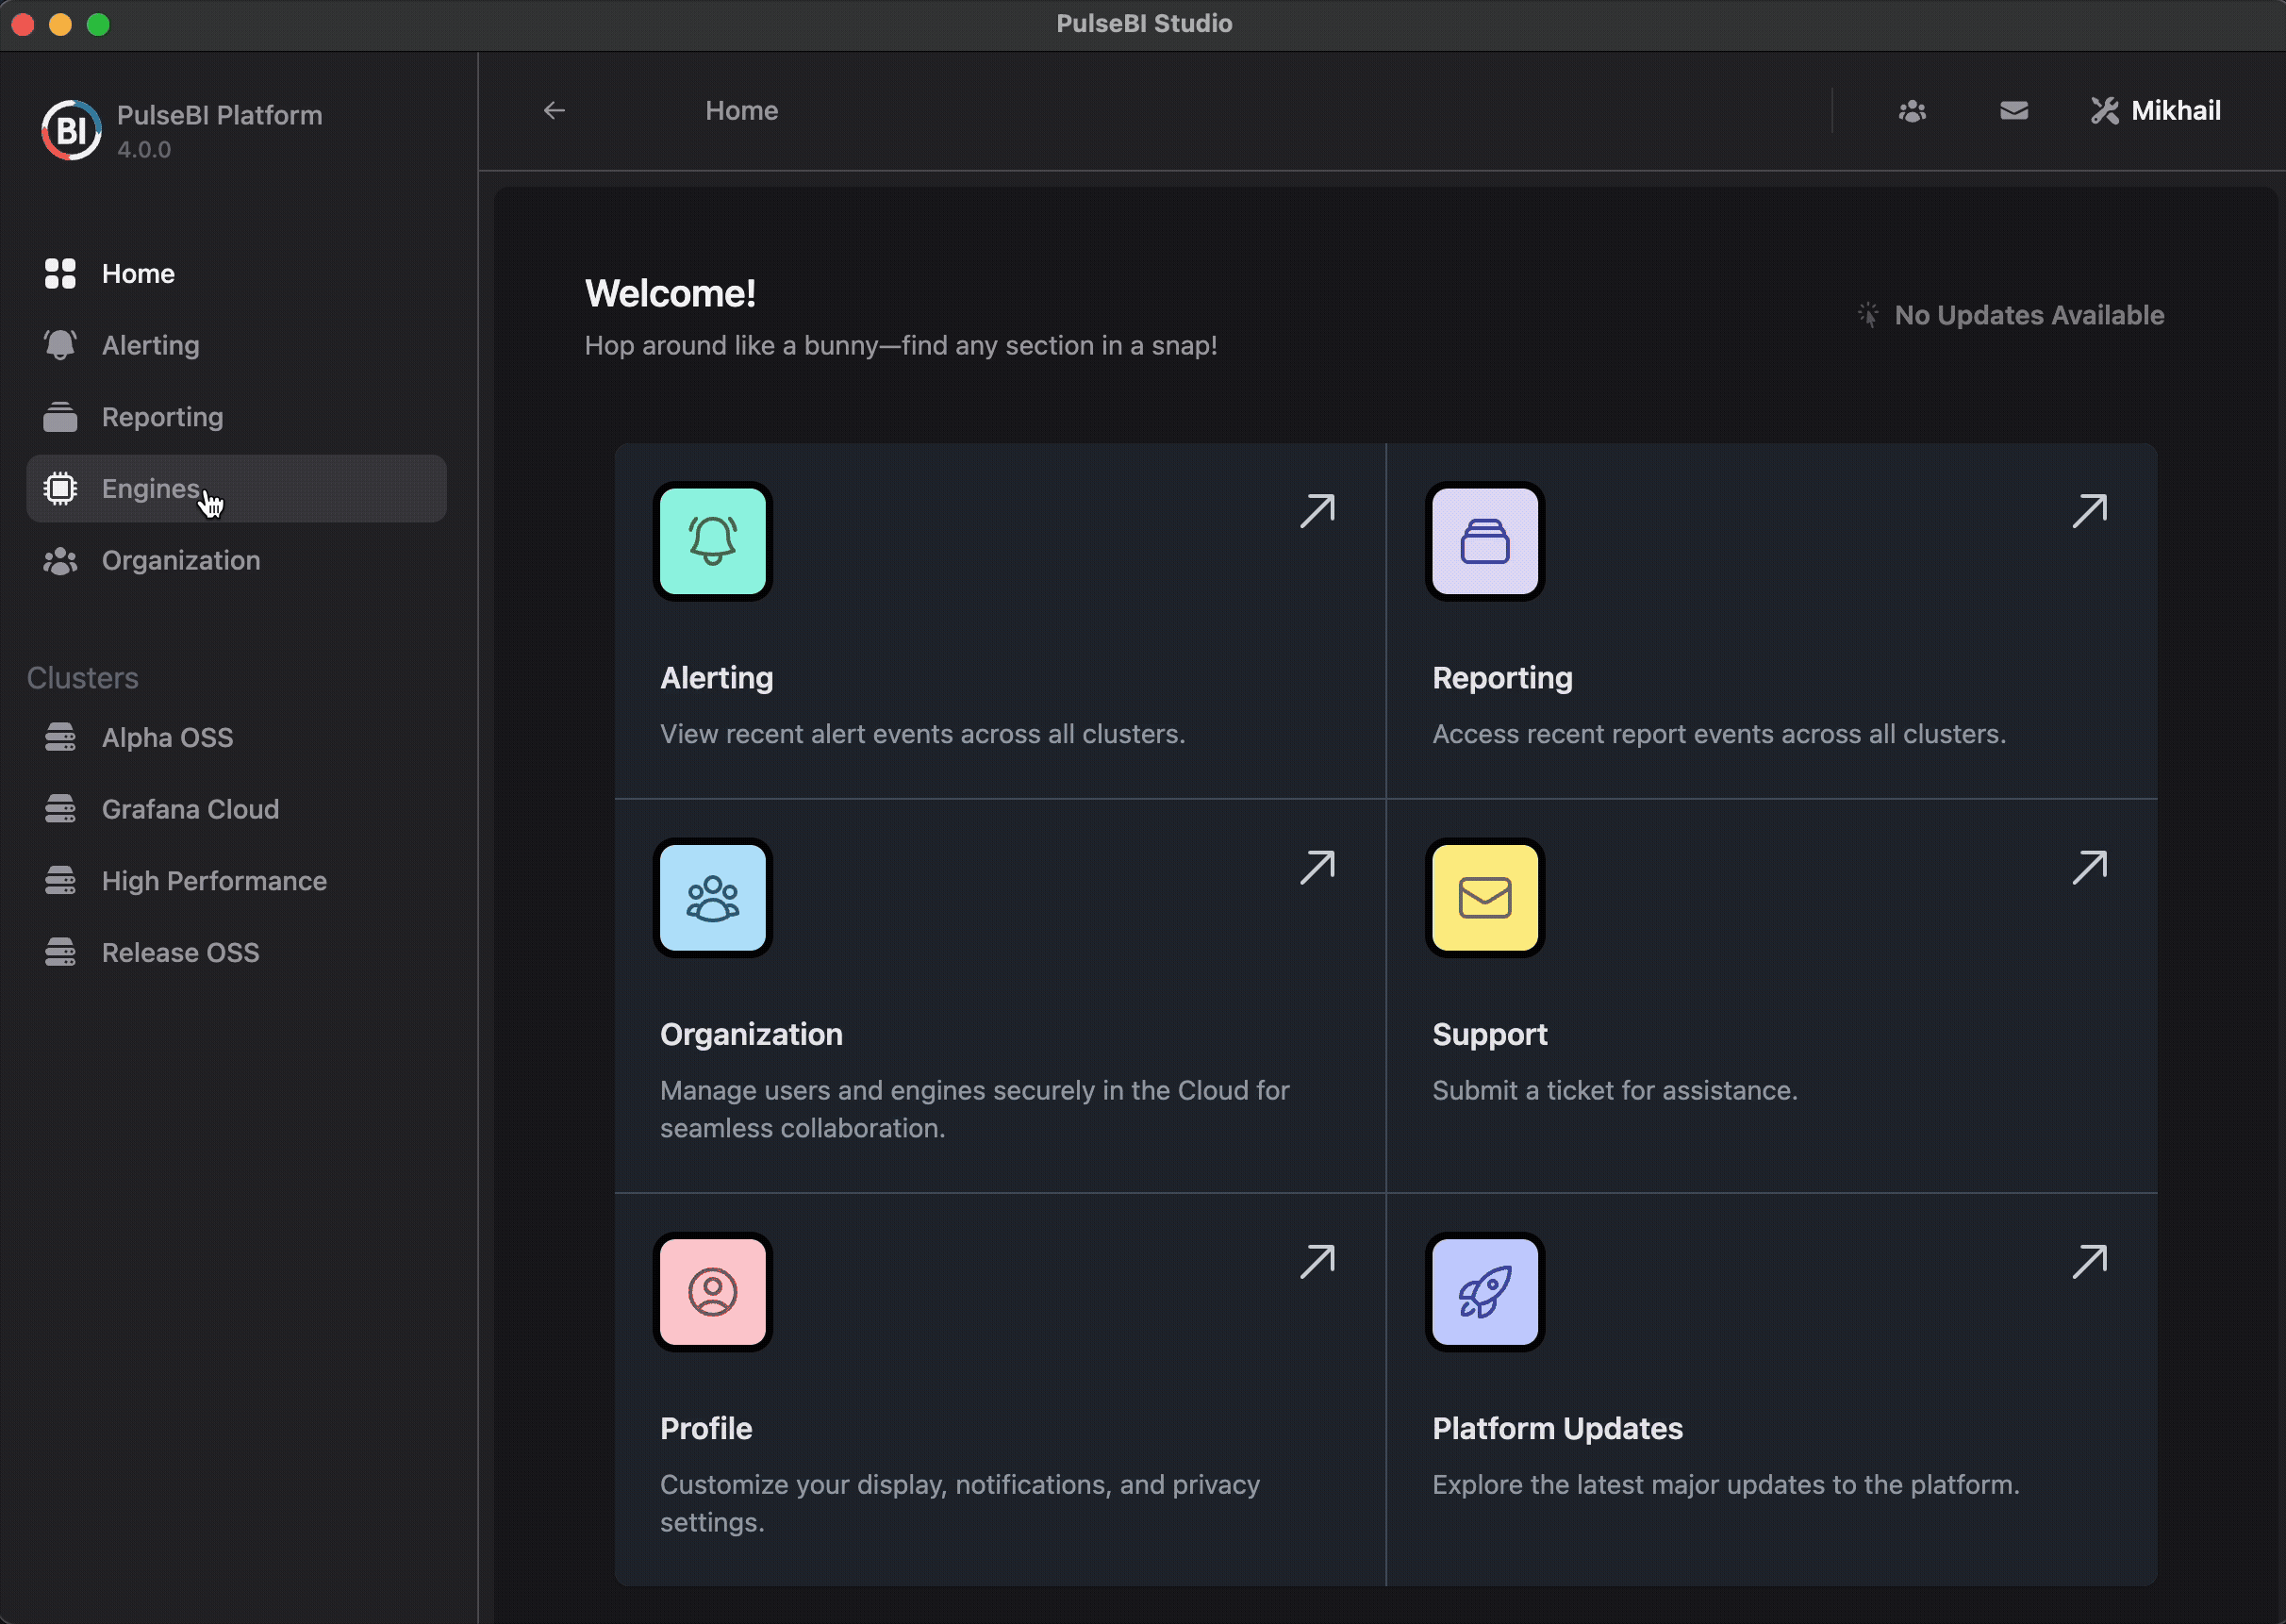 PulseBI Studio
BI
PulseBI Platform
4.0.0
Home
Mikhail
Home
Alerting
Reporting
Engines
Organization
Clusters
Alpha OSS
Grafana Cloud
High Performance
Release OSS
Welcome!
Hop around like a bunny—find any section in a snap!
No Updates Available
Alerting
View recent alert events across all clusters.
Reporting
Access recent report events across all clusters.
Organization
Manage users and engines securely in the Cloud for
seamless collaboration.
Support
Submit a ticket for assistance.
Profile
Customize your display, notifications, and privacy
settings.
Platform Updates
Explore the latest major updates to the platform.